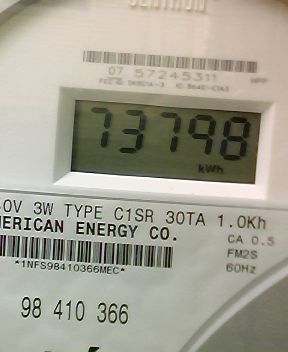 07 57245311
73798
kWh
0V 3W TYPE C1SR 30TA 1.0Kh
MERICAN ENERGY CO.
CA 0.5
*1NFS98410366MEC*
FM2S
60Hz
98 410 366